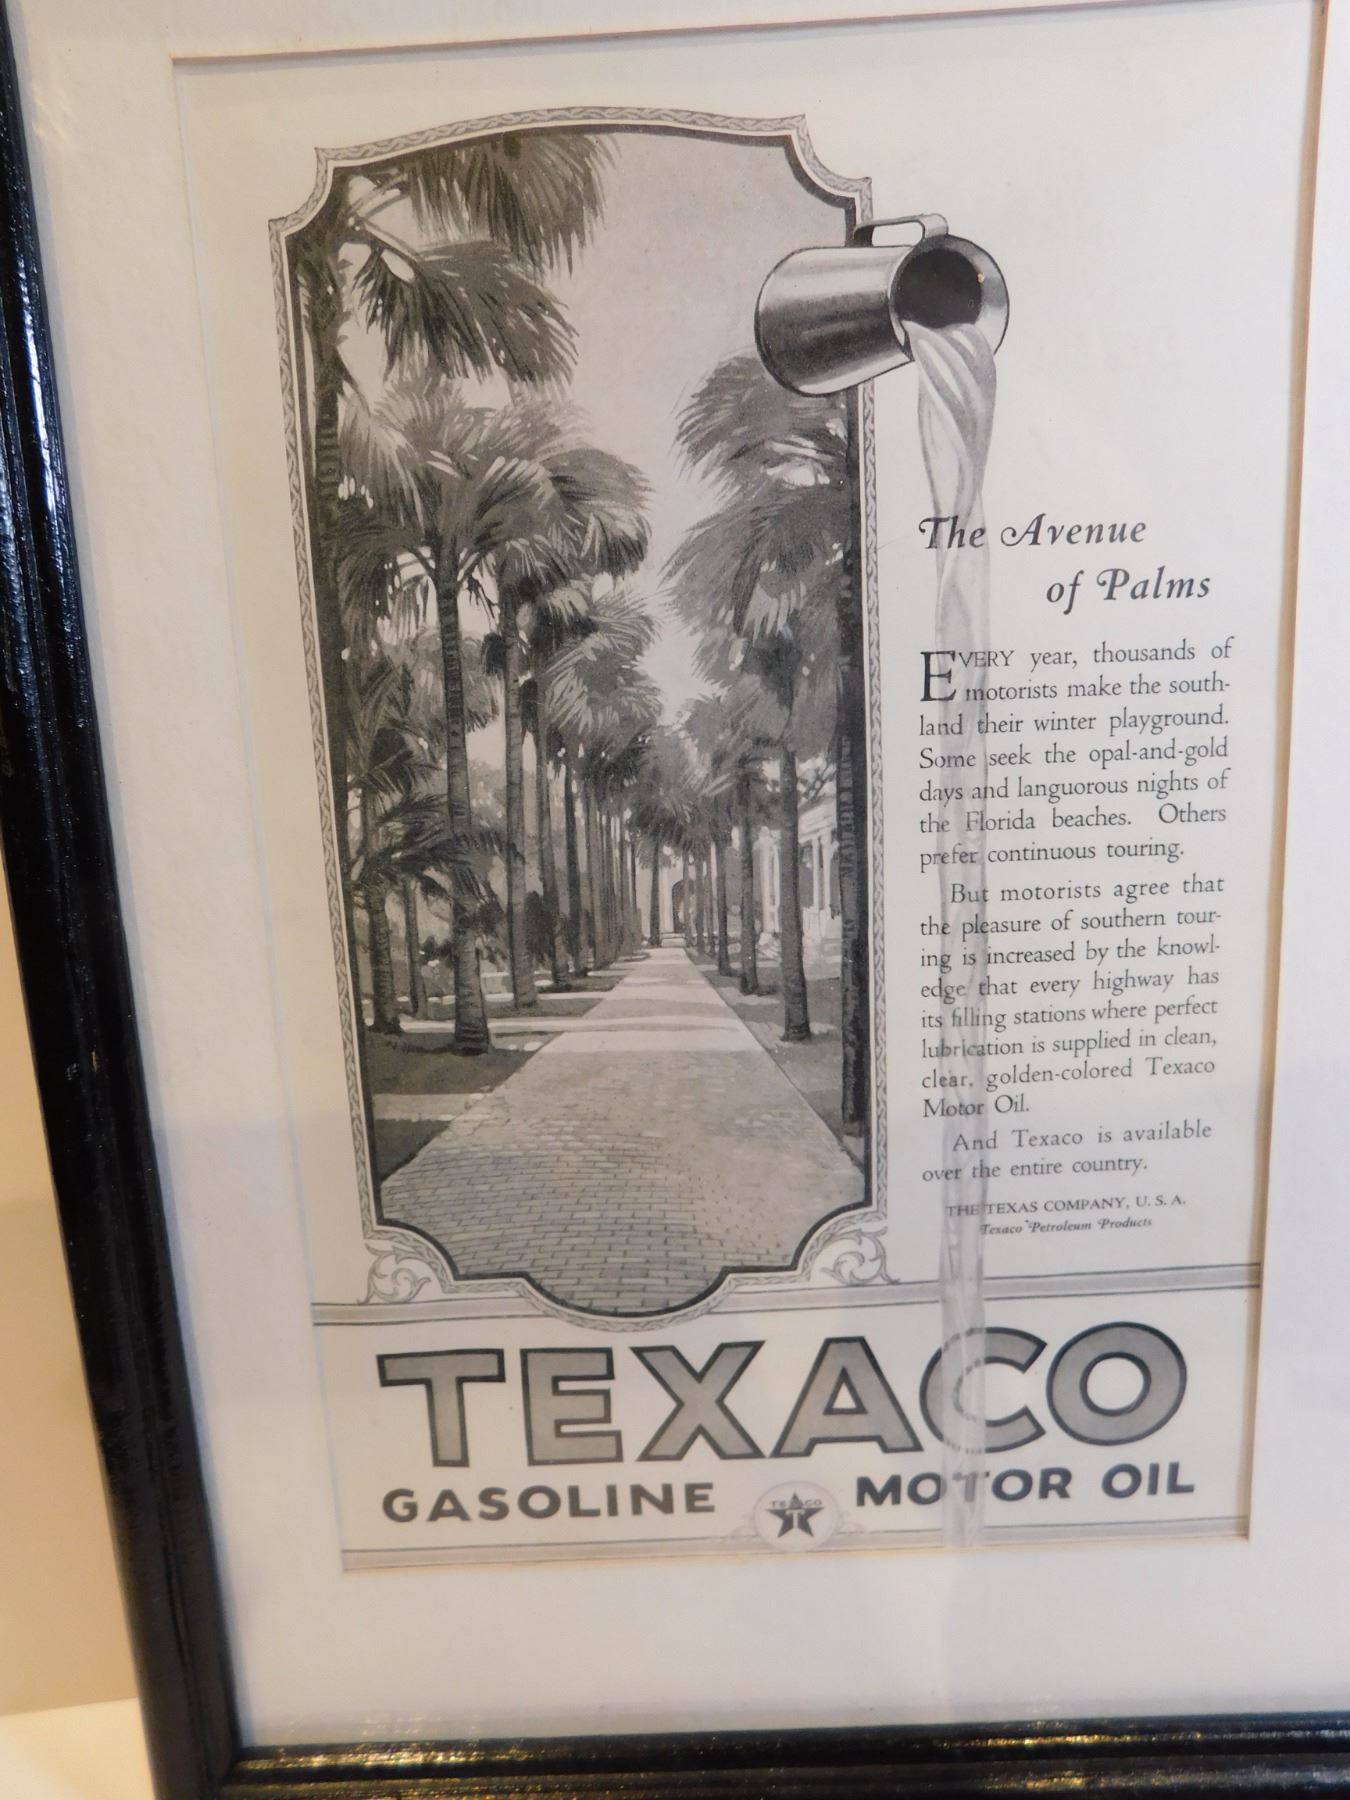 The Avenue
of Palms
EVERY year, thousands of
motorists make the south-
land their winter playground.
Some seek the opal-and-gold
days and languorous nights of
the Florida beaches. Others
prefer continuous touring.
But motorists agree that
the pleasure of southern tour-
ing is increased by the knowl-
edge that every highway has
its filling stations where perfect
lubrication is supplied in clean,
clear, golden-colored Texaco
Motor Oil.
And Texaco is available
over the entire country.
THE TEXAS COMPANY, U. S. A.
Texaco Petroleum Products
TEXACO
GASOLINE MOTOR OIL
TEXACO
T